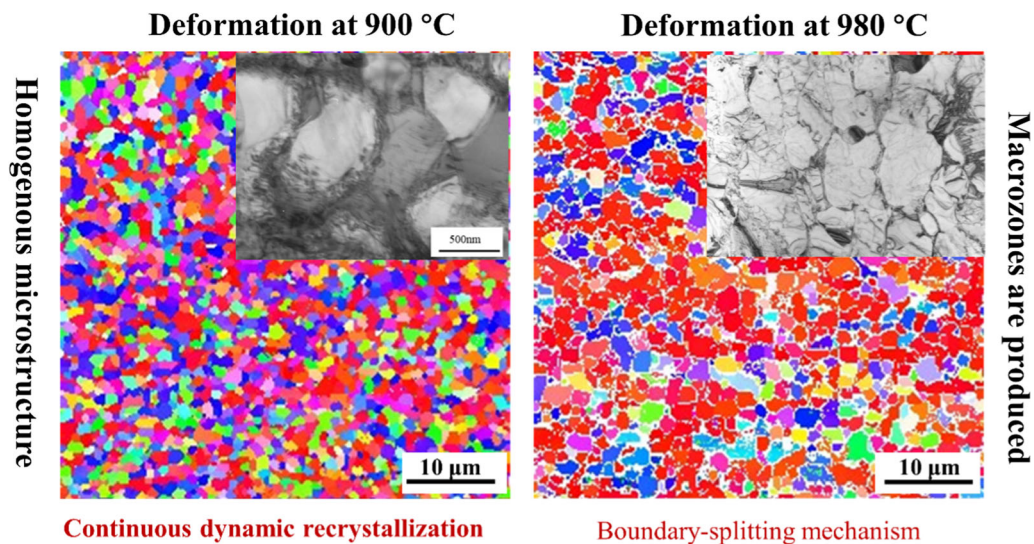 Deformation at 900 °C
Deformation at 980 °C
Homogenous microstructure
500nm
10 μm
10 μm
Macrozones are produced
Continuous dynamic recrystallization
Boundary-splitting mechanism